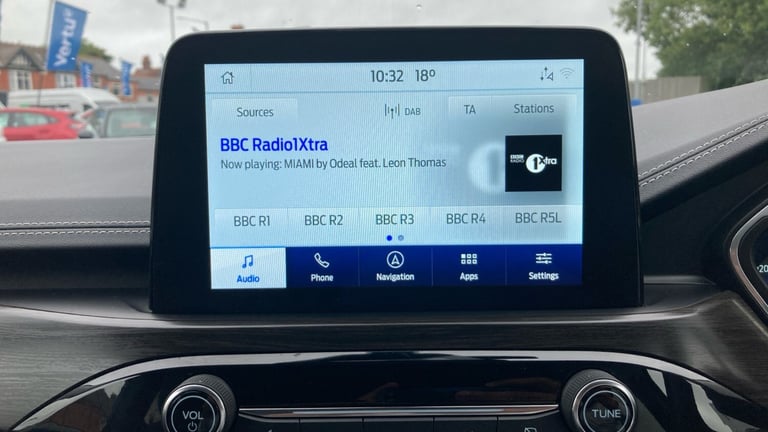 Vertu
10:32 18º
Sources DAB TA Stations
BBC Radio1Xtra
Now playing: MIAMI by Odeal feat. Leon Thomas
BBC RADIO 1Xtra
BBC R1 BBC R2 BBC R3 BBC R4 BBC R5L
Audio Phone Navigation Apps Settings
VOL TUNE